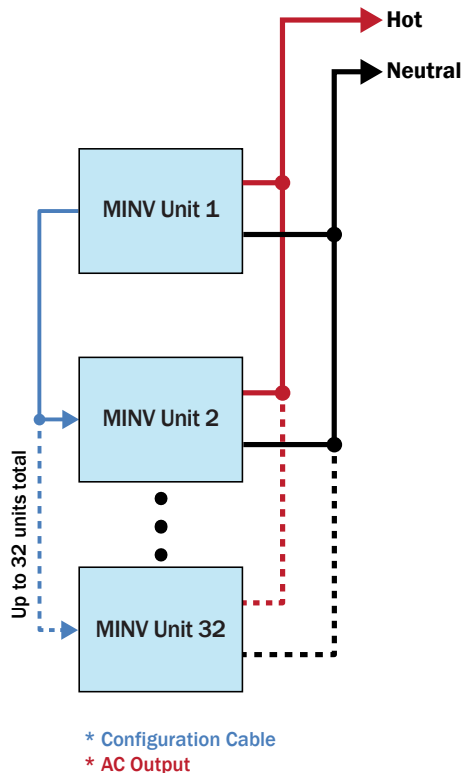 Hot
Neutral
MINV Unit 1
MINV Unit 2
MINV Unit 32
Up to 32 units total
* Configuration Cable
* AC Output